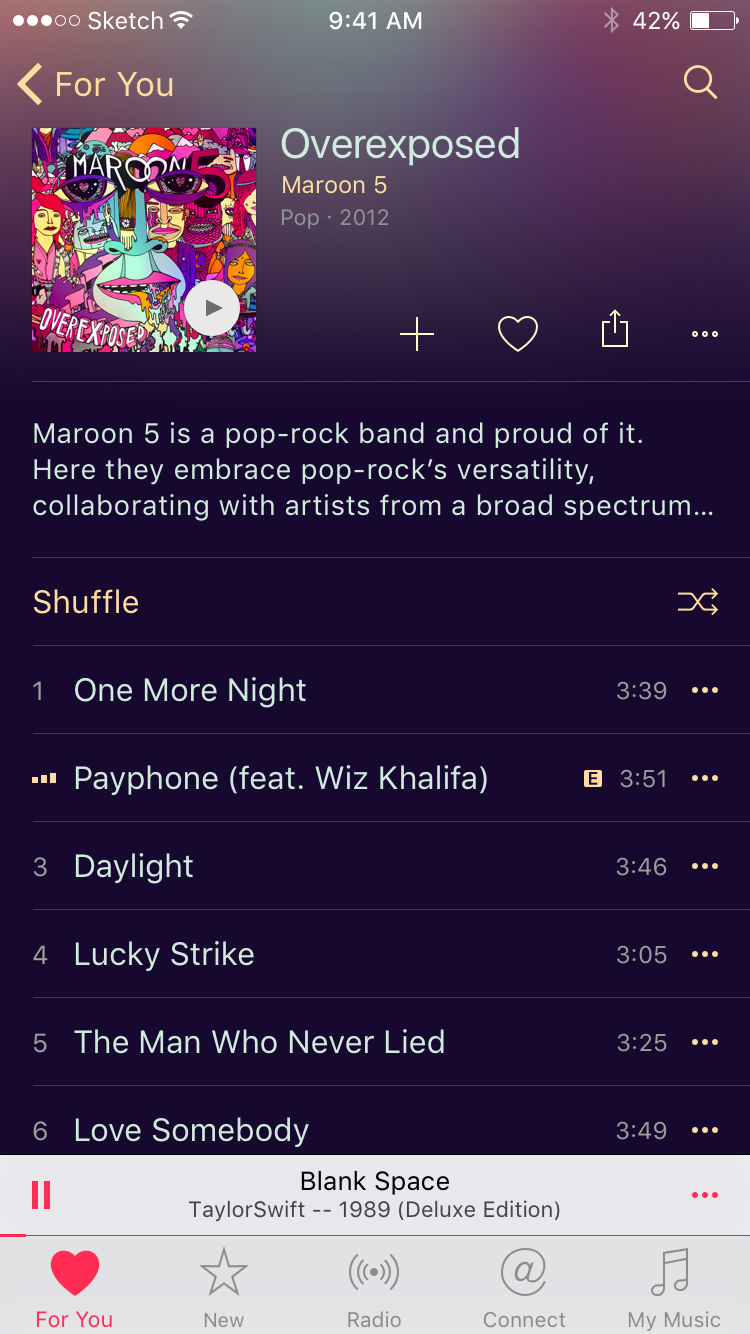 Sketch 9:41 AM 42%
For You
MAROON 5
OVEREXPOSED
Overexposed
Maroon 5
Pop · 2012
Maroon 5 is a pop-rock band and proud of it.
Here they embrace pop-rock’s versatility,
collaborating with artists from a broad spectrum...
Shuffle
1 One More Night 3:39
Payphone (feat. Wiz Khalifa) E 3:51
3 Daylight 3:46
4 Lucky Strike 3:05
5 The Man Who Never Lied 3:25
6 Love Somebody 3:49
Blank Space
TaylorSwift -- 1989 (Deluxe Edition)
For You New Radio Connect My Music